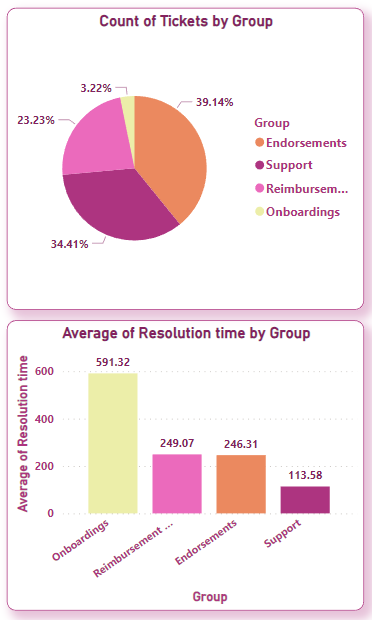 Count of Tickets by Group
3.22%
39.14%
23.23%
34.41%
Group
Endorsements
Support
Reimbursem...
Onboardings
Average of Resolution time by Group
Average of Resolution time
600
400
200
0
591.32
249.07
246.31
113.58
Onboardings
Reimbursement ...
Endorsements
Support
Group